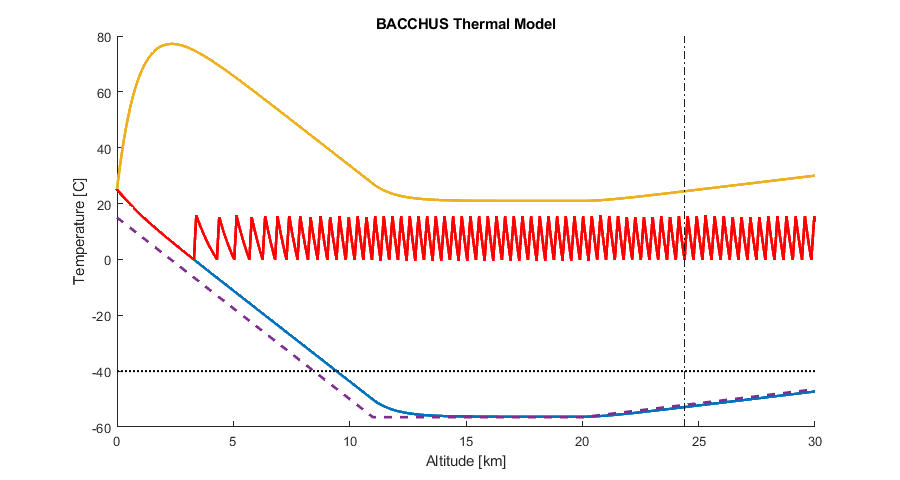 BACCHUS Thermal Model
80
60
40
20
0
-20
-40
-60
Temperature [C]
0 5 10 15 20 25 30
Altitude [km]